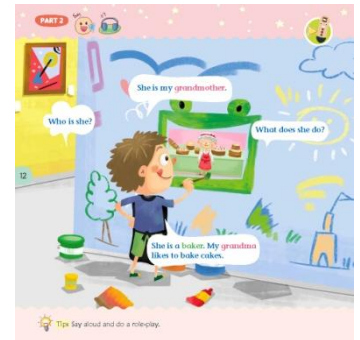 PART 2
Say
She is my grandmother.
Who is she?
What does she do?
12
She is a baker. My grandma
likes to bake cakes.
Tips Say aloud and do a role-play.